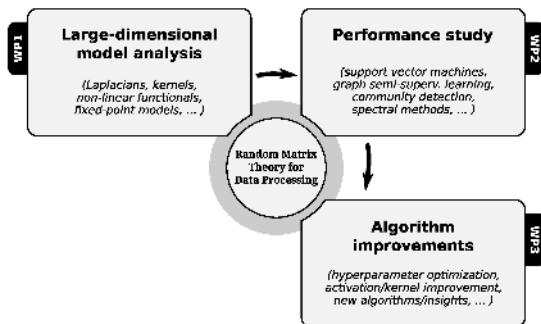 WP1
Large-dimensional
model analysis
(Laplacians, kernels,
non-linear functionals,
fixed-point models, ... )
Performance study
(support vector machines,
graph semi-superv. learning,
community detection,
spectral methods, ... )
WP2
Random Matrix
Theory for
Data Processing
Algorithm
improvements
(hyperparameter optimization,
activation/kernel improvement,
new algorithms/insights, ... )
WP3